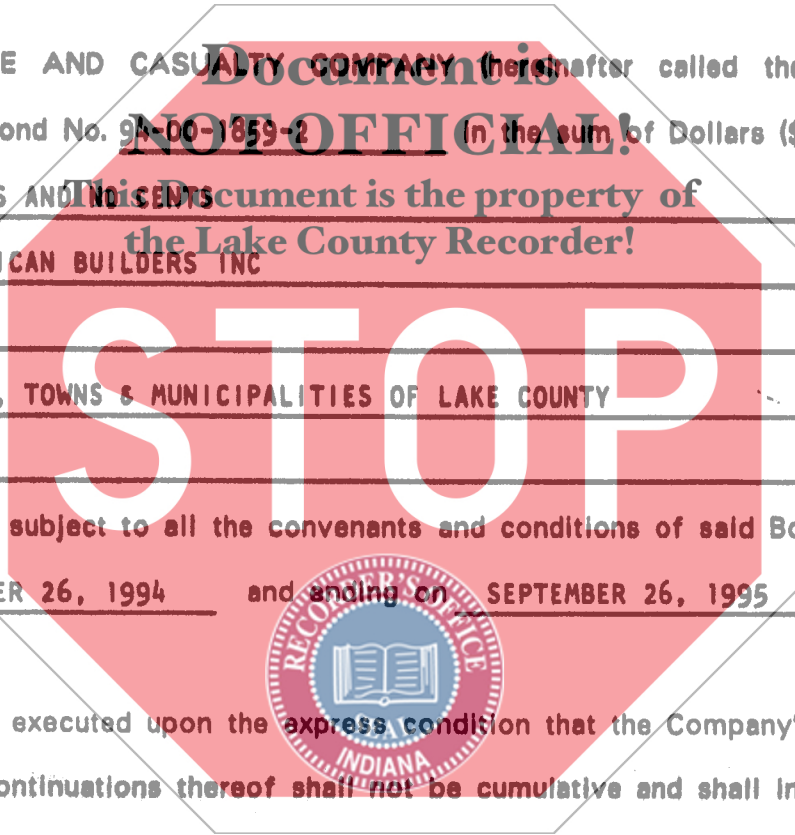 E AND CASUALTY COMPANY (hereinafter called the
Document is
ond No. 94-00-1859-2 in the sum of Dollars ($
NOT OFFICIAL!
S AND NO CENTS
This Document is the property of
the Lake County Recorder!
ICAN BUILDERS INC
STOP
, TOWNS & MUNICIPALITIES OF LAKE COUNTY
subject to all the convenants and conditions of said Bo
ER 26, 1994 and ending on SEPTEMBER 26, 1995
RECORDER'S OFFICE
SEAL
INDIANA
executed upon the express condition that the Company'
ontinuations thereof shall not be cumulative and shall in